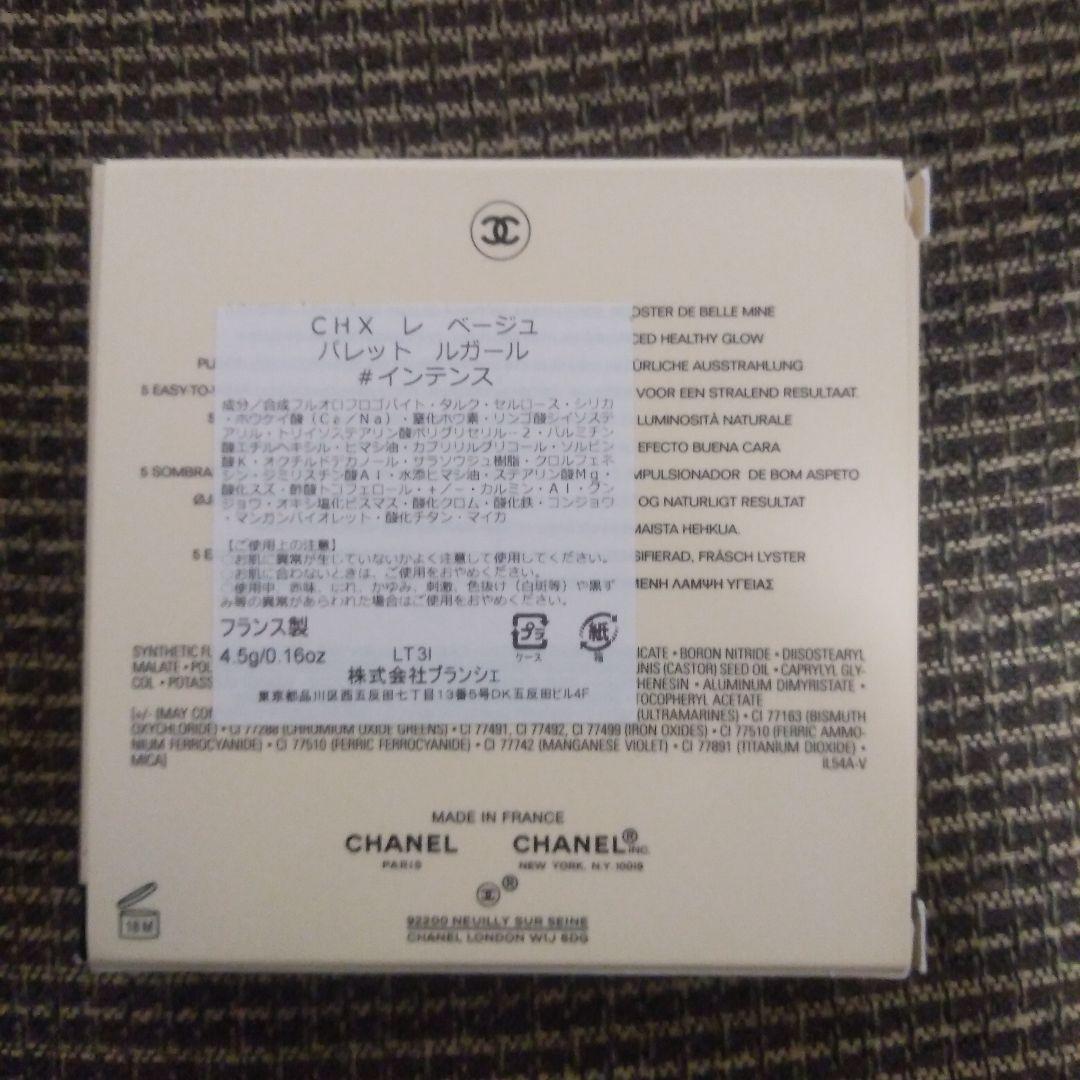 OSTER DE BELLE MINE
CED HEALTHY GLOW
PU
ÜRLICHE AUSSTRAHLUNG
5 EASY-TO-
VOOR EEN STRALEND RESULTAAT.
LUMINOSITÀ NATURALE
EFECTO BUENA CARA
5 SOMBRA
MPULSIONADOR DE BOM ASPETO
ØJ
OG NATURLIGT RESULTAT
MAISTA HEHKUA.
5 E
SIFIERAD, FRÄSCH LYSTER
ΜΕΝΗ ΛΑΜΨΗ ΥΓΕΙΑΣ
CHX レ ベージュ
パレット ルガール
#インテンス
成分/合成フルオロフロゴパイト・タルク・セルロース・シリカ
・ホウケイ酸(Ca/Na)・窒化ホウ素・リンゴ酸ジイソステ
アリル・トリイソステアリン酸ポリグリセリル-2・パルミチン
酸エチルヘキシル・ヒマシ油・カプリリルグリコール・ソルビン
酸K・オクチルドデカノール・サラソウジュ樹脂・クロルフェネ
シン・ジミリスチン酸Al・水添ヒマシ油・ステアリン酸Mg・
酸化スズ・酢酸トコフェロール・+/-・カルミン・Al・グン
ジョウ・オキシ塩化ビスマス・酸化クロム・酸化鉄・コンジョウ
・マンガンバイオレット・酸化チタン・マイカ
【ご使用上の注意】
○お肌に異常が生じていないかよく注意して使用してください。
○お肌に合わないときは、ご使用をおやめください。
○使用中、赤味、はれ、かゆみ、刺激、色抜け(白斑等)や黒ず
み等の異常があらわれた場合はご使用をおやめください。
フランス製
プラ
ケース
紙
箱
4.5g/0.16oz LT3I
株式会社ブランシェ
東京都品川区西五反田七丁目13番5号DK五反田ビル4F
SYNTHETIC FL
ICATE • BORON NITRIDE • DIISOSTEARYL
MALATE • POL
UNIS (CASTOR) SEED OIL • CAPRYLYL GLY-
COL • POTASS
PHENESIN • ALUMINUM DIMYRISTATE •
TOCOPHERYL ACETATE
[+/- (MAY CON
(ULTRAMARINES) • CI 77163 (BISMUTH
OXYCHLORIDE) • CI 77288 (CHROMIUM OXIDE GREENS) • CI 77491, CI 77492, CI 77499 (IRON OXIDES) • CI 77510 (FERRIC AMMO-
NIUM FERROCYANIDE) • CI 77510 (FERRIC FERROCYANIDE) • CI 77742 (MANGANESE VIOLET) • CI 77891 (TITANIUM DIOXIDE) •
MICA] IL54A-V
MADE IN FRANCE
CHANEL CHANEL® INC.
PARIS NEW YORK, N.Y. 10019
®
92200 NEUILLY SUR SEINE
CHANEL LONDON W1J 6DG
18 M